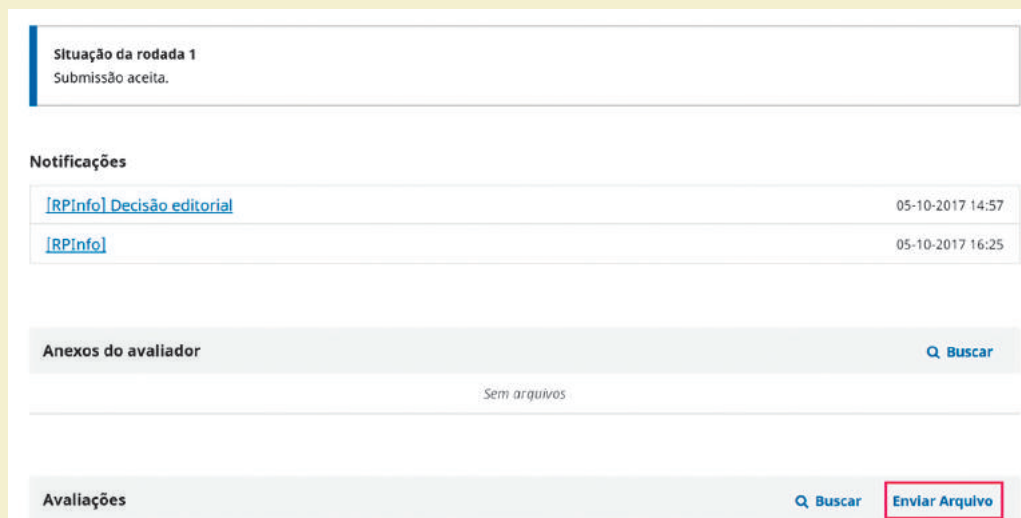 Situação da rodada 1
Submissão aceita.
Notificações
[RPInfo] Decisão editorial 05-10-2017 14:57
[RPInfo] 05-10-2017 16:25
Anexos do avaliador Buscar
Sem arquivos
Avaliações Buscar Enviar Arquivo